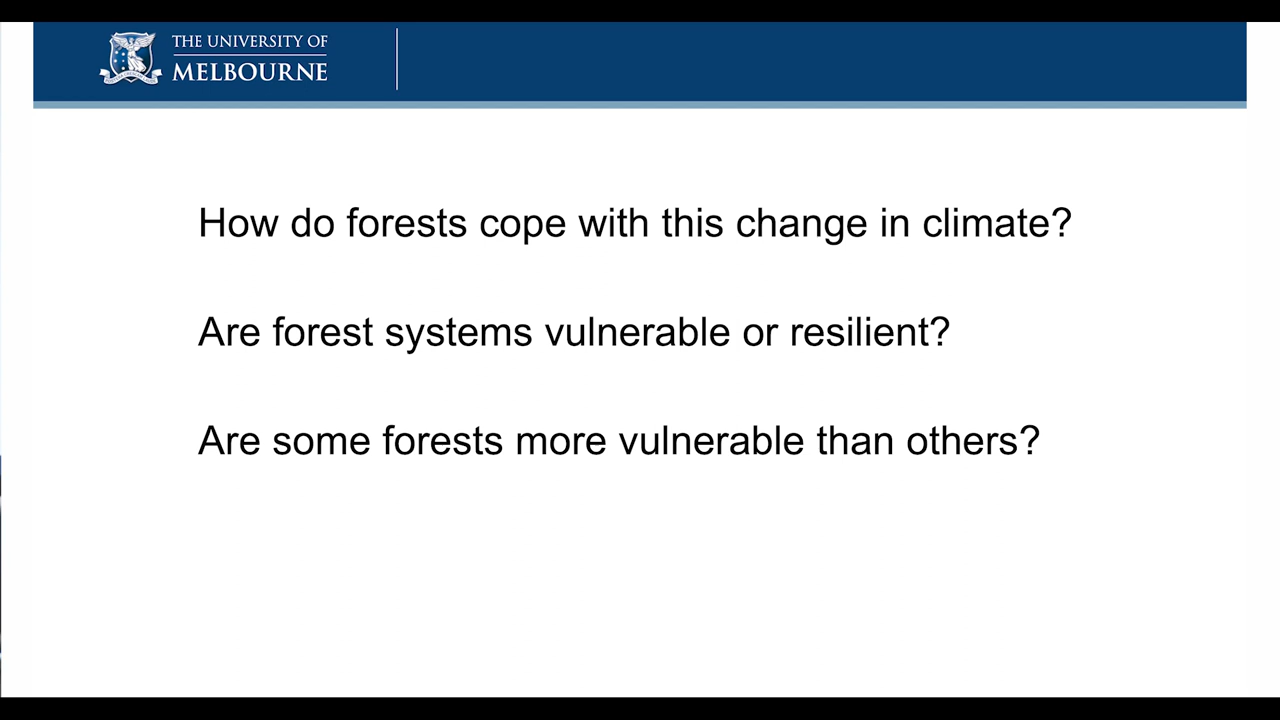 THE UNIVERSITY OF
MELBOURNE
How do forests cope with this change in climate?
Are forest systems vulnerable or resilient?
Are some forests more vulnerable than others?